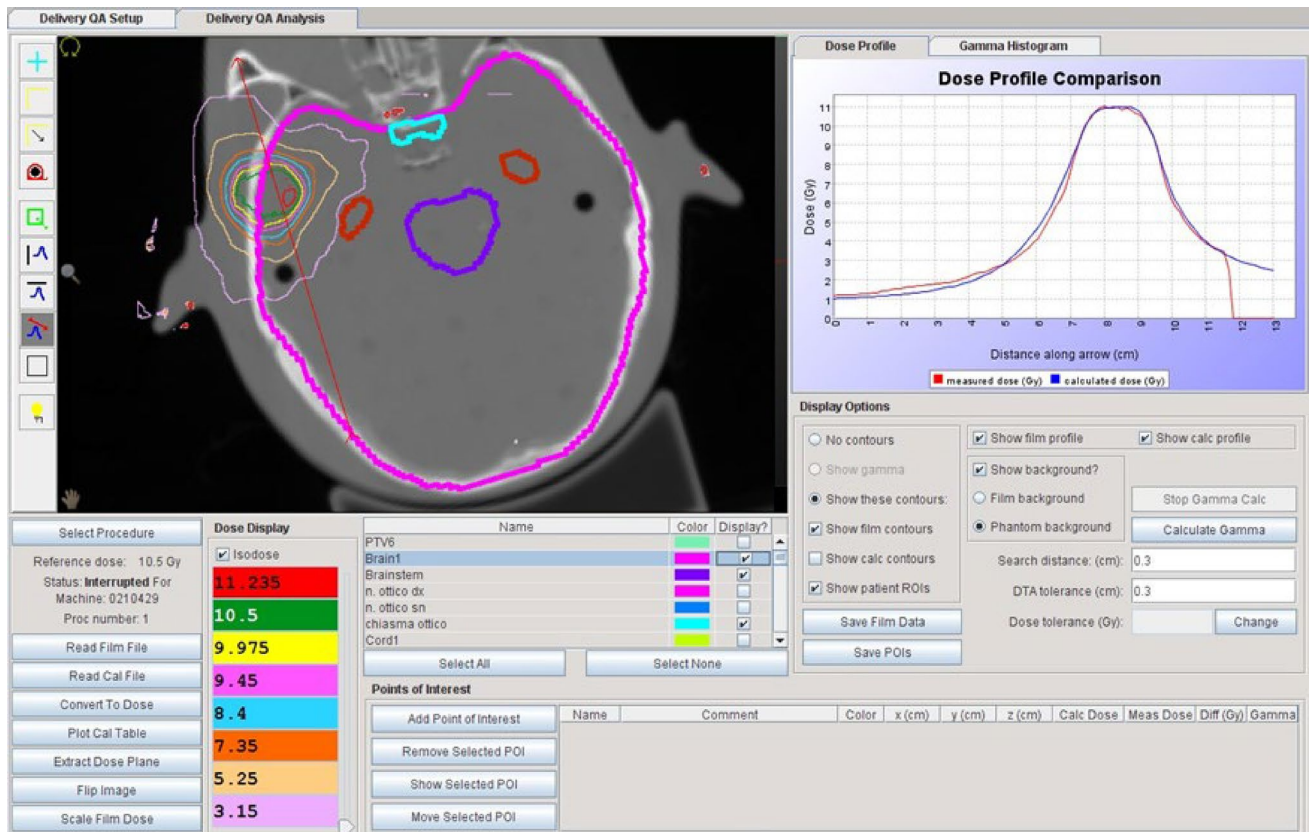 Delivery QA Setup
Delivery QA Analysis
Dose Profile
Gamma Histogram
Dose Profile Comparison
Dose (Gy)
11
10
9
8
7
6
5
4
3
2
1
0
0 1 2 3 4 5 6 7 8 9 10 11 12 13
Distance along arrow (cm)
measured dose (Gy) calculated dose (Gy)
Display Options
No contours
Show gamma
Show these contours:
Show film contours
Show calc contours
Show patient ROIs
Save Film Data
Save POIs
Show film profile
Show calc profile
Show background?
Film background
Phantom background
Stop Gamma Calc
Calculate Gamma
Search distance: (cm): 0.3
DTA tolerance (cm): 0.3
Dose tolerance (Gy):
Change
Select Procedure
Reference dose: 10.5 Gy
Status: Interrupted For
Machine: 0210429
Proc number: 1
Read Film File
Read Cal File
Convert To Dose
Plot Cal Table
Extract Dose Plane
Flip Image
Scale Film Dose
Dose Display
Isodose
11.235
10.5
9.975
9.45
8.4
7.35
5.25
3.15
Name Color Display?
PTV6
Brain1
Brainstem
n. ottico dx
n. ottico sn
chiasma ottico
Cord1
Select All
Select None
Points of Interest
Add Point of Interest
Remove Selected POI
Show Selected POI
Move Selected POI
Name Comment Color x (cm) y (cm) z (cm) Calc Dose Meas Dose Diff (Gy) Gamma